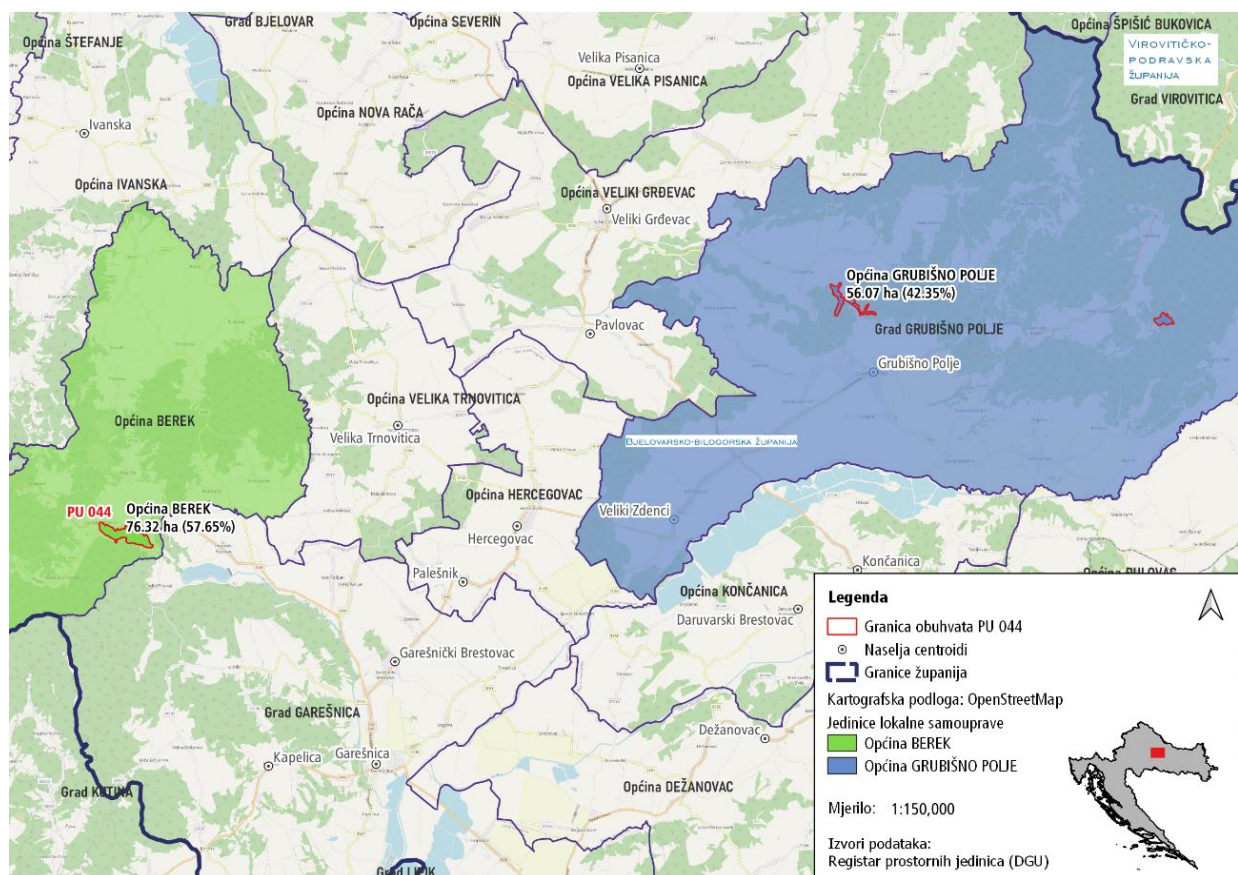 Grad BJELOVAR
Općina SEVERIN
Općina ŠPIŠIĆ BUKOVICA
Općina ŠTEFANJE
VIROVITIČKO-
PODRAVSKA
ŽUPANIJA
Velika Pisanica
Općina VELIKA PISANICA
Grad VIROVITICA
Općina NOVA RAČA
Ivanska
Općina IVANSKA
Općina VELIKI GRĐEVAC
Veliki Grđevac
Općina GRUBIŠNO POLJE
56.07 ha (42.35%)
Grad GRUBIŠNO POLJE
Pavlovac
Grubišno Polje
Općina VELIKA TRNOVITICA
Općina BEREK
Velika Trnovitica
BJELOVARSKO-BILOGORSKA ŽUPANIJA
Općina HERCEGOVAC
PU 044
Općina BEREK
76.32 ha (57.65%)
Veliki Zdenci
Hercegovac
Končanica
Palešnik
Općina KONČANICA
Daruvarski Brestovac
Garešnički Brestovac
Grad GAREŠNICA
Dežanovac
Kapelica
Garešnica
Grad KUTINA
Općina DEŽANOVAC
Grad LIPIK
Legenda
Granica obuhvata PU 044
Naselja centroidi
Granice županija
Kartografska podloga: OpenStreetMap
Jedinice lokalne samouprave
Općina BEREK
Općina GRUBIŠNO POLJE
Mjerilo: 1:150,000
Izvori podataka:
Registar prostornih jedinica (DGU)